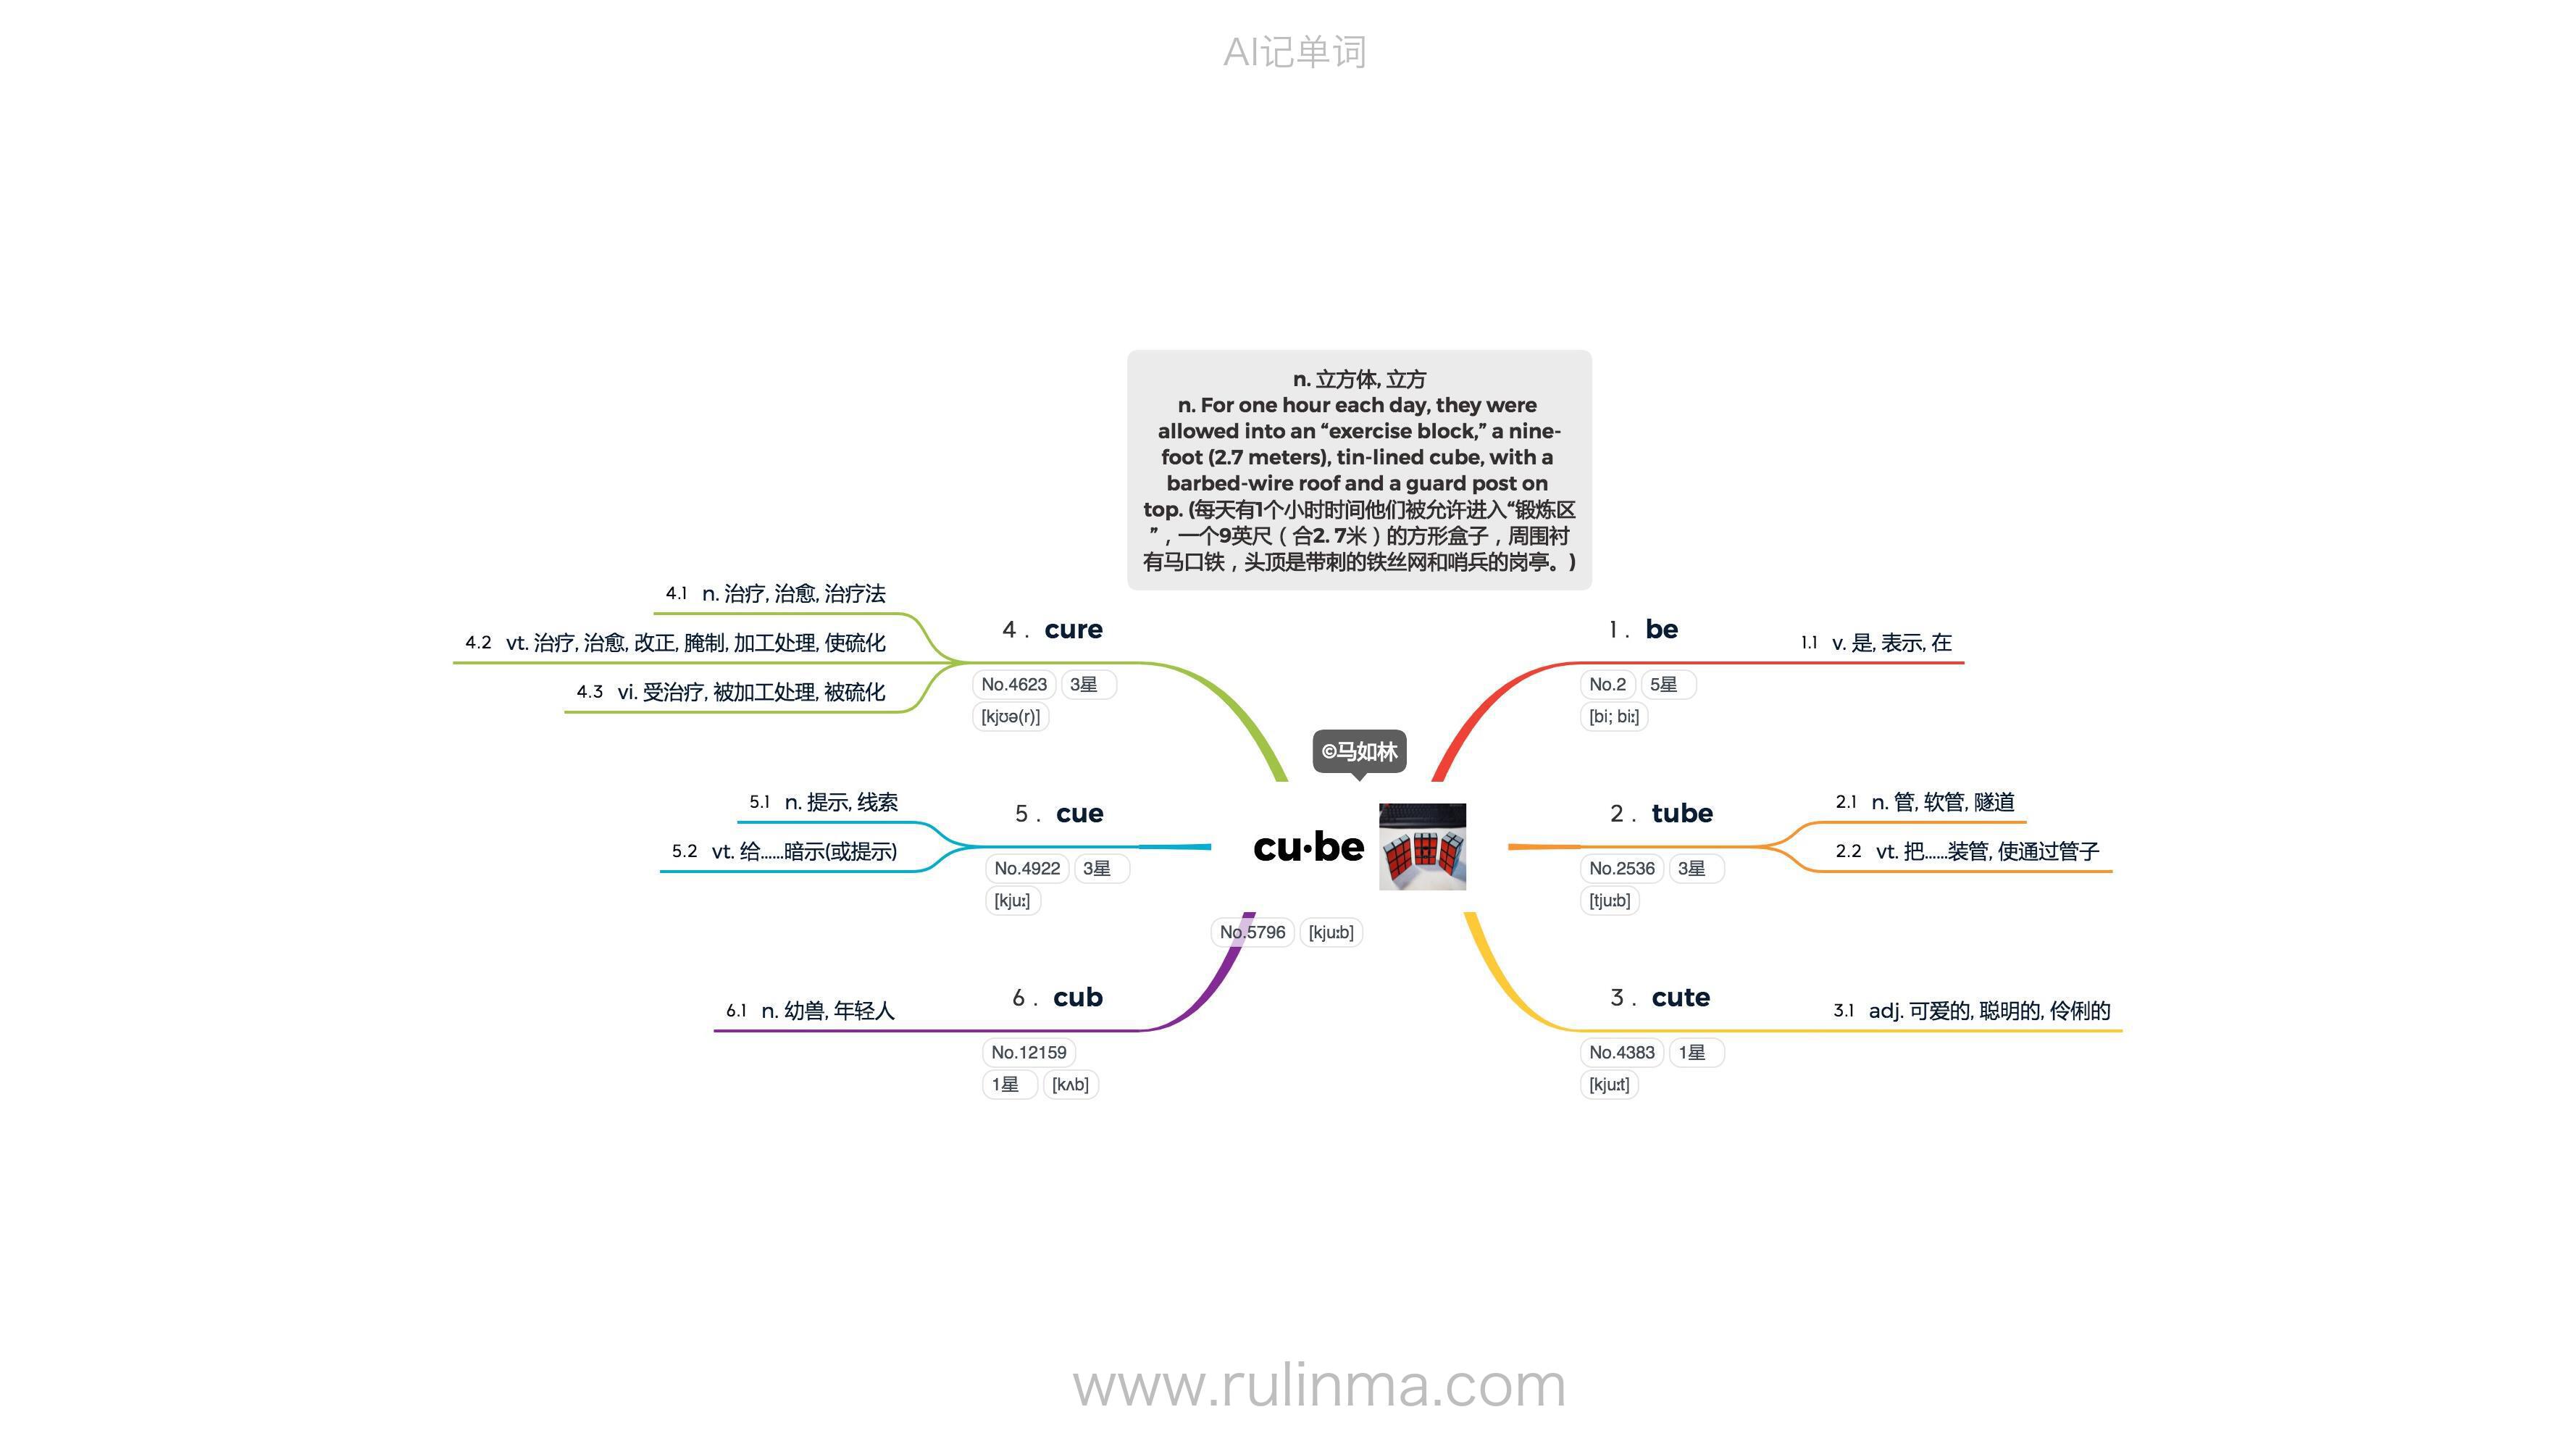 AI记单词
n. 立方体, 立方
n. For one hour each day, they were
allowed into an “exercise block,” a nine-
foot (2.7 meters), tin-lined cube, with a
barbed-wire roof and a guard post on
top. (每天有1个小时时间他们被允许进入“锻炼区
”，一个9英尺（合2. 7米）的方形盒子，周围衬
有马口铁，头顶是带刺的铁丝网和哨兵的岗亭。)
©马如林
cu·be
No.5796 [kjuːb]
1. be
No.2 5星
[bi; biː]
1.1 v. 是, 表示, 在
2. tube
No.2536 3星
[tjuːb]
2.1 n. 管, 软管, 隧道
2.2 vt. 把……装管, 使通过管子
3. cute
No.4383 1星
[kjuːt]
3.1 adj. 可爱的, 聪明的, 伶俐的
4. cure
No.4623 3星
[kjʊə(r)]
4.1 n. 治疗, 治愈, 治疗法
4.2 vt. 治疗, 治愈, 改正, 腌制, 加工处理, 使硫化
4.3 vi. 受治疗, 被加工处理, 被硫化
5. cue
No.4922 3星
[kjuː]
5.1 n. 提示, 线索
5.2 vt. 给……暗示(或提示)
6. cub
No.12159
1星 [kʌb]
6.1 n. 幼兽, 年轻人
www.rulinma.com